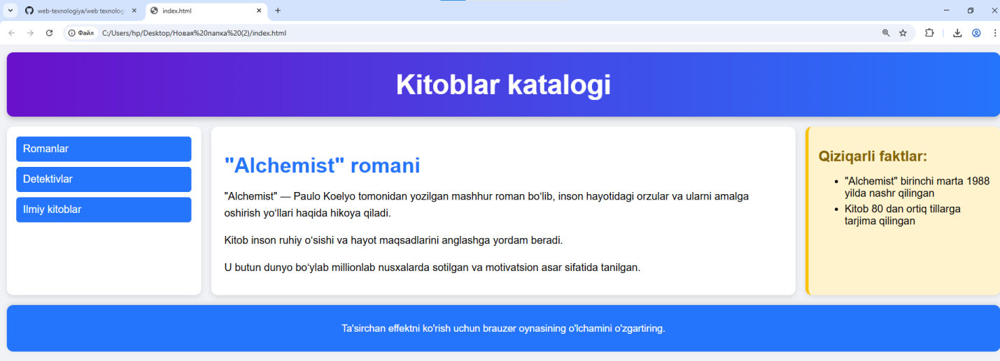 web-texnologiya/web texnolog
index.html
Файл
C:/Users/hp/Desktop/Новая%20папка%20(2)/index.html
Kitoblar katalogi
Romanlar
Detektivlar
Ilmiy kitoblar
"Alchemist" romani
"Alchemist" — Paulo Koelyo tomonidan yozilgan mashhur roman bo‘lib, inson hayotidagi orzular va ularni amalga
oshirish yo‘llari haqida hikoya qiladi.
Kitob inson ruhiy o‘sishi va hayot maqsadlarini anglashga yordam beradi.
U butun dunyo bo‘ylab millionlab nusxalarda sotilgan va motivatsion asar sifatida tanilgan.
Qiziqarli faktlar:
• "Alchemist" birinchi marta 1988
yilda nashr qilingan
• Kitob 80 dan ortiq tillarga
tarjima qilingan
Ta'sirchan effektni ko'rish uchun brauzer oynasining o'lchamini o'zgartiring.